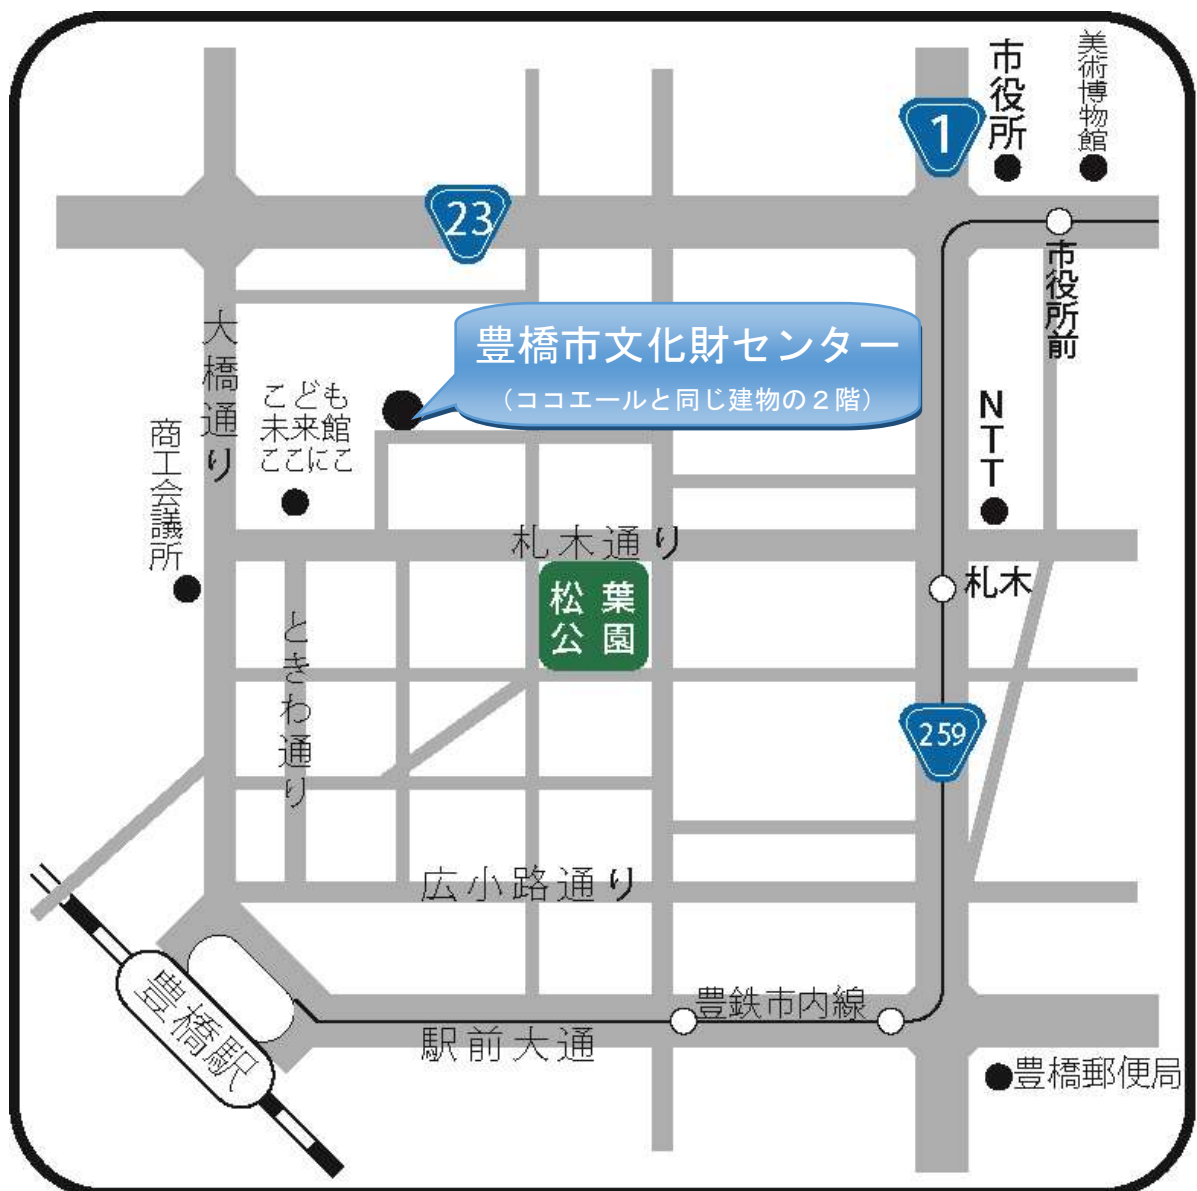 美術博物館
市役所
1
23
市役所前
豊橋市文化財センター
（ココエールと同じ建物の２階）
大橋通り
こども
未来館
ここにこ
商工会議所
NTT
札木通り
松葉
公園
札木
ときわ通り
259
広小路通り
豊橋駅
豊鉄市内線
駅前大通
豊橋郵便局